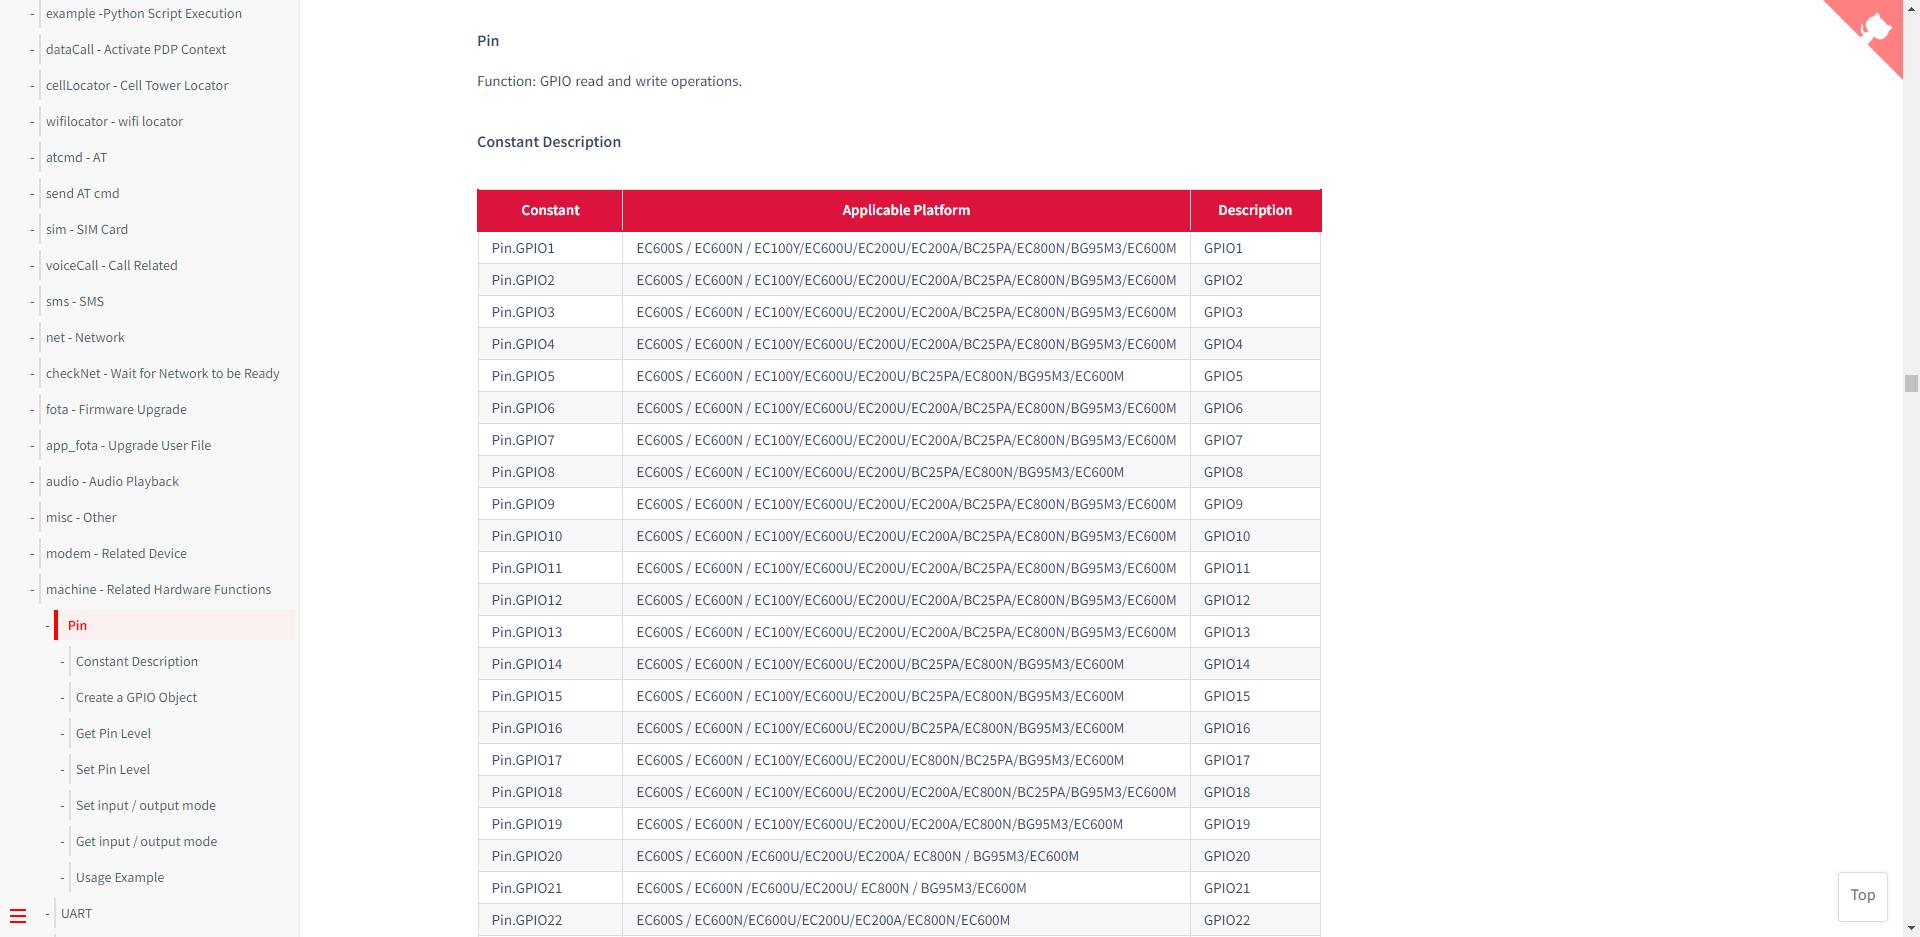 - example -Python Script Execution
- dataCall - Activate PDP Context
- cellLocator - Cell Tower Locator
- wifilocator - wifi locator
- atcmd - AT
- send AT cmd
- sim - SIM Card
- voiceCall - Call Related
- sms - SMS
- net - Network
- checkNet - Wait for Network to be Ready
- fota - Firmware Upgrade
- app_fota - Upgrade User File
- audio - Audio Playback
- misc - Other
- modem - Related Device
- machine - Related Hardware Functions
- Pin
- Constant Description
- Create a GPIO Object
- Get Pin Level
- Set Pin Level
- Set input / output mode
- Get input / output mode
- Usage Example
- UART
Pin
Function: GPIO read and write operations.
Constant Description
Constant Applicable Platform Description
Pin.GPIO1 EC600S / EC600N / EC100Y/EC600U/EC200U/EC200A/BC25PA/EC800N/BG95M3/EC600M GPIO1
Pin.GPIO2 EC600S / EC600N / EC100Y/EC600U/EC200U/EC200A/BC25PA/EC800N/BG95M3/EC600M GPIO2
Pin.GPIO3 EC600S / EC600N / EC100Y/EC600U/EC200U/EC200A/BC25PA/EC800N/BG95M3/EC600M GPIO3
Pin.GPIO4 EC600S / EC600N / EC100Y/EC600U/EC200U/EC200A/BC25PA/EC800N/BG95M3/EC600M GPIO4
Pin.GPIO5 EC600S / EC600N / EC100Y/EC600U/EC200U/BC25PA/EC800N/BG95M3/EC600M GPIO5
Pin.GPIO6 EC600S / EC600N / EC100Y/EC600U/EC200U/EC200A/BC25PA/EC800N/BG95M3/EC600M GPIO6
Pin.GPIO7 EC600S / EC600N / EC100Y/EC600U/EC200U/EC200A/BC25PA/EC800N/BG95M3/EC600M GPIO7
Pin.GPIO8 EC600S / EC600N / EC100Y/EC600U/EC200U/BC25PA/EC800N/BG95M3/EC600M GPIO8
Pin.GPIO9 EC600S / EC600N / EC100Y/EC600U/EC200U/EC200A/BC25PA/EC800N/BG95M3/EC600M GPIO9
Pin.GPIO10 EC600S / EC600N / EC100Y/EC600U/EC200U/EC200A/BC25PA/EC800N/BG95M3/EC600M GPIO10
Pin.GPIO11 EC600S / EC600N / EC100Y/EC600U/EC200U/EC200A/BC25PA/EC800N/BG95M3/EC600M GPIO11
Pin.GPIO12 EC600S / EC600N / EC100Y/EC600U/EC200U/EC200A/BC25PA/EC800N/BG95M3/EC600M GPIO12
Pin.GPIO13 EC600S / EC600N / EC100Y/EC600U/EC200U/EC200A/BC25PA/EC800N/BG95M3/EC600M GPIO13
Pin.GPIO14 EC600S / EC600N / EC100Y/EC600U/EC200U/BC25PA/EC800N/BG95M3/EC600M GPIO14
Pin.GPIO15 EC600S / EC600N / EC100Y/EC600U/EC200U/BC25PA/EC800N/BG95M3/EC600M GPIO15
Pin.GPIO16 EC600S / EC600N / EC100Y/EC600U/EC200U/BC25PA/EC800N/BG95M3/EC600M GPIO16
Pin.GPIO17 EC600S / EC600N / EC100Y/EC600U/EC200U/EC800N/BC25PA/BG95M3/EC600M GPIO17
Pin.GPIO18 EC600S / EC600N / EC100Y/EC600U/EC200U/EC200A/EC800N/BC25PA/BG95M3/EC600M GPIO18
Pin.GPIO19 EC600S / EC600N / EC100Y/EC600U/EC200U/EC200A/EC800N/BG95M3/EC600M GPIO19
Pin.GPIO20 EC600S / EC600N /EC600U/EC200U/EC200A/ EC800N / BG95M3/EC600M GPIO20
Pin.GPIO21 EC600S / EC600N /EC600U/EC200U/ EC800N / BG95M3/EC600M GPIO21
Pin.GPIO22 EC600S / EC600N/EC600U/EC200U/EC200A/EC800N/EC600M GPIO22
Top